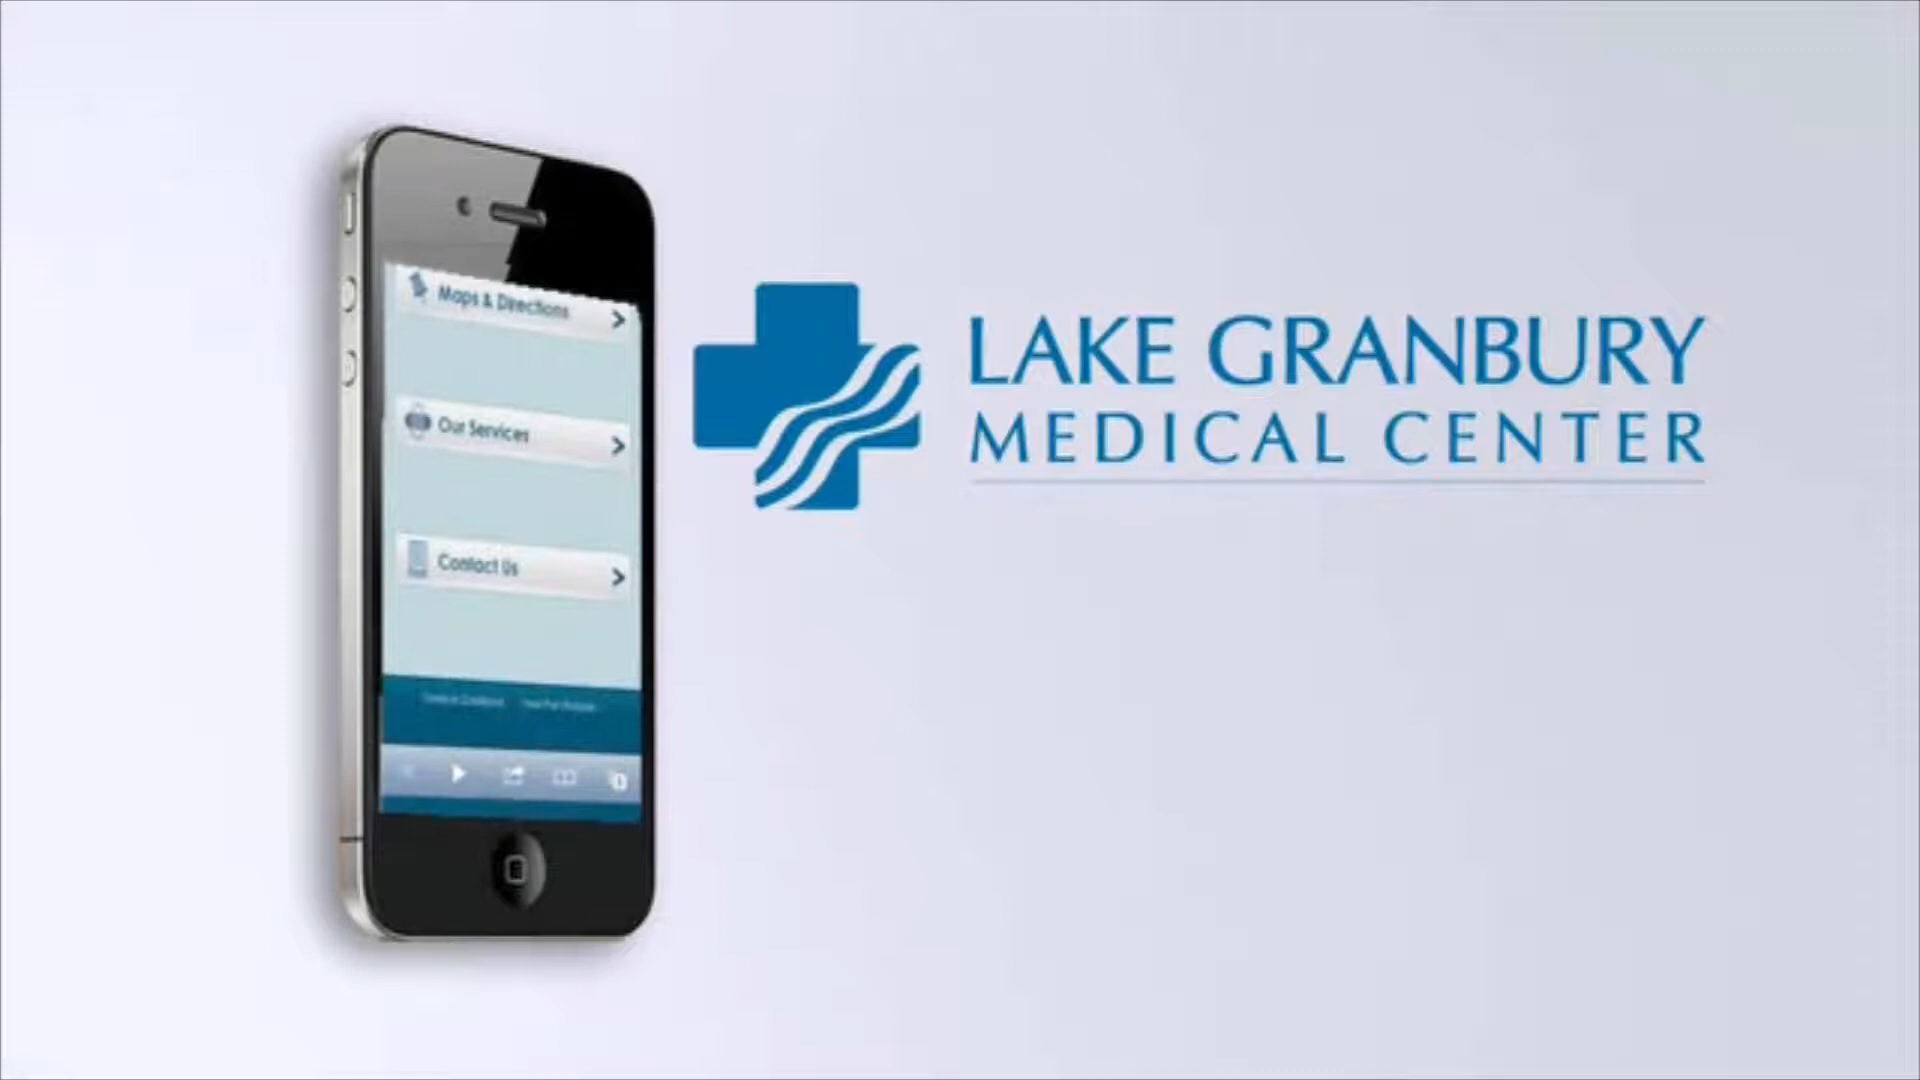 Maps & Directions
Our Services
Contact Us
LAKE GRANBURY
MEDICAL CENTER